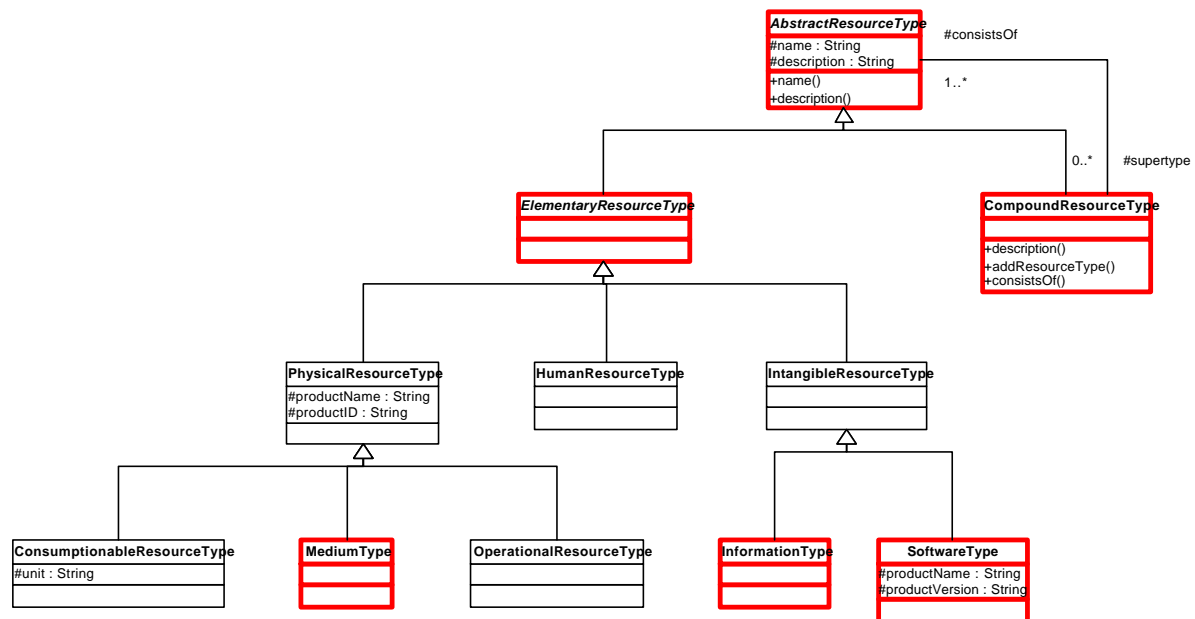 AbstractResourceType
#name : String
#description : String
+name()
+description()
#consistsOf
1..*
0..*
#supertype
ElementaryResourceType
CompoundResourceType
+description()
+addResourceType()
+consistsOf()
PhysicalResourceType
#productName : String
#productID : String
HumanResourceType
IntangibleResourceType
ConsumptionableResourceType
#unit : String
MediumType
OperationalResourceType
InformationType
SoftwareType
#productName : String
#productVersion : String